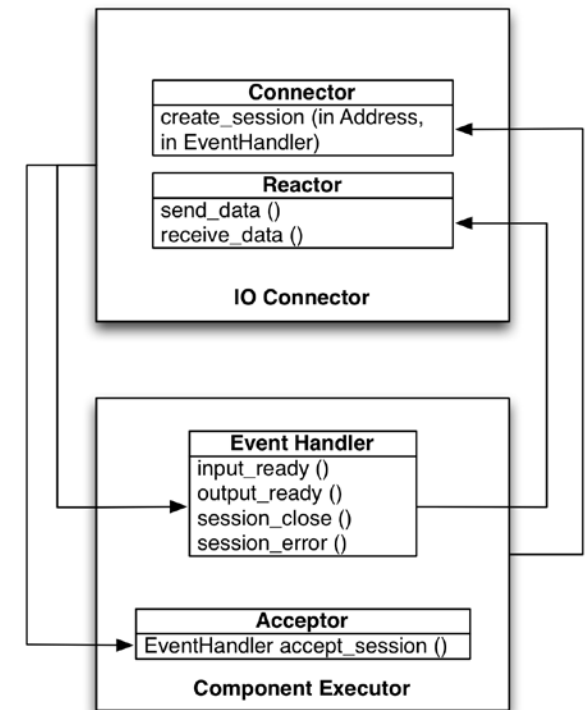 Connector
create_session (in Address,
in EventHandler)
Reactor
send_data ()
receive_data ()
IO Connector
Event Handler
input_ready ()
output_ready ()
session_close ()
session_error ()
Acceptor
EventHandler accept_session ()
Component Executor